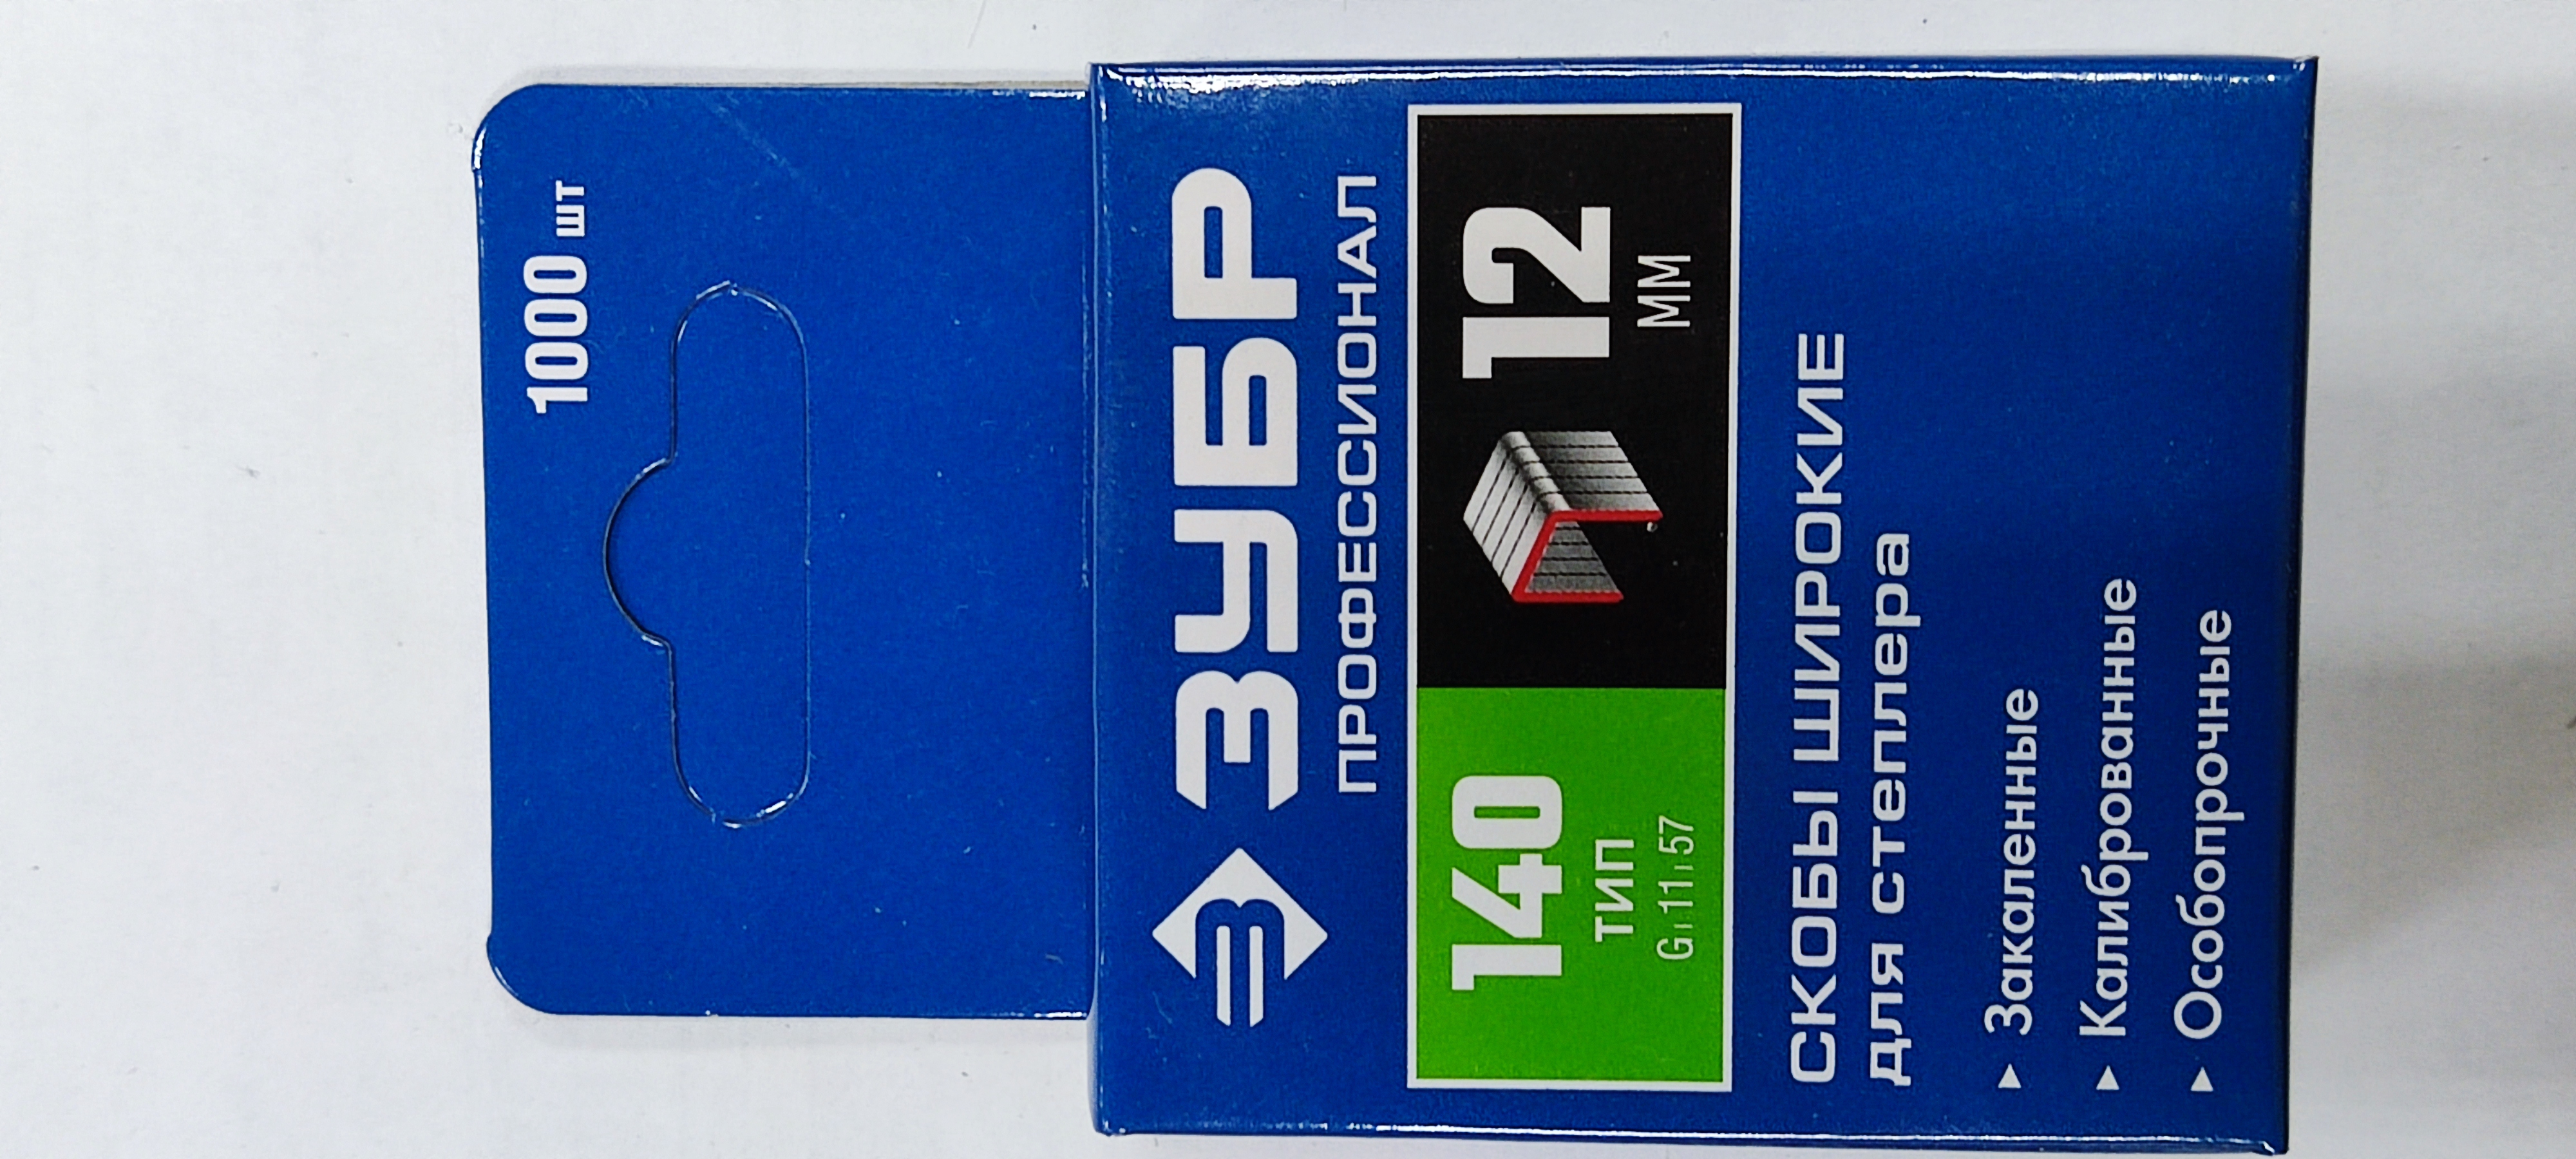 1000 шт
ЗУБР
ПРОФЕССИОНАЛ
140
тип
G | 11 | 57
12
мм
СКОБЫ ШИРОКИЕ
для степлера
▸ Закаленные
▸ Калиброванные
▸ Особопрочные